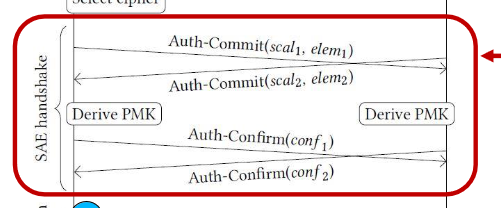 Select cipher
Auth-Commit(scal₁, elem₁)
Auth-Commit(scal₂, elem₂)
SAE handshake
Derive PMK
Derive PMK
Auth-Confirm(conf₁)
Auth-Confirm(conf₂)